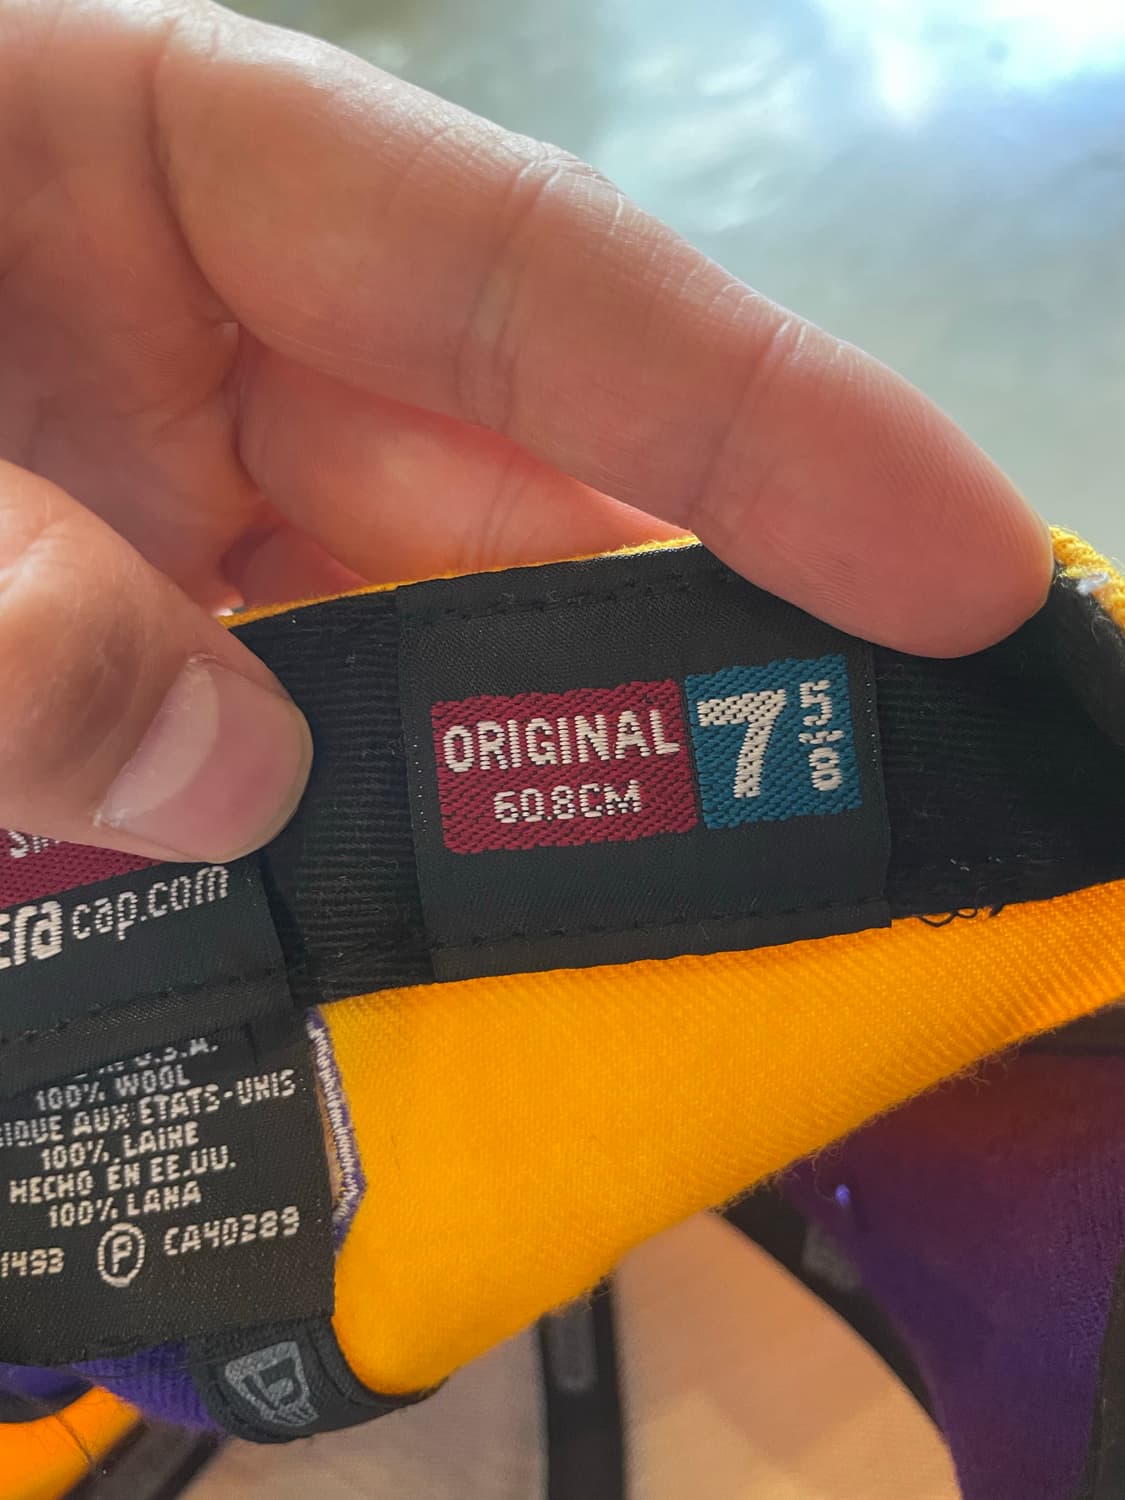 ORIGINAL 7 5/8
60.8CM
cap.com
U.S.A.
100% WOOL
AUX ETATS-UNIS
100% LAINE
HECHO EN EE.UU.
100% LANA
1493 P CA40289